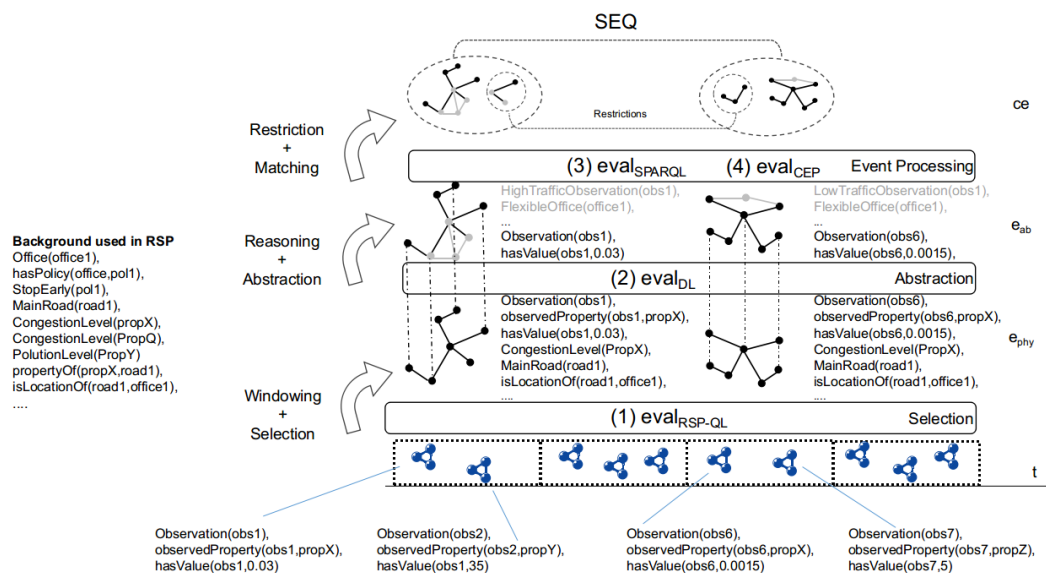 SEQ
ce
Restrictions
Restriction
+
Matching
(3) evalSPARQL
(4) evalCEP
Event Processing
HighTrafficObservation(obs1),
FlexibleOffice(office1),
...
Observation(obs1),
hasValue(obs1,0.03)
LowTrafficObservation(obs1),
FlexibleOffice(office1),
...
Observation(obs6),
hasValue(obs6,0.0015),
eab
Reasoning
+
Abstraction
Background used in RSP
Office(office1),
hasPolicy(office,pol1),
StopEarly(pol1),
MainRoad(road1),
CongestionLevel(propX),
CongestionLevel(PropQ),
PolutionLevel(PropY)
propertyOf(propX,road1),
isLocationOf(road1,office1),
....
(2) evalDL
Abstraction
Observation(obs1),
observedProperty(obs1,propX),
hasValue(obs1,0.03),
CongestionLevel(PropX),
MainRoad(road1),
isLocationOf(road1,office1),
....
Observation(obs6),
observedProperty(obs6,propX),
hasValue(obs6,0.0015),
CongestionLevel(PropX),
MainRoad(road1),
isLocationOf(road1,office1),
....
ephy
Windowing
+
Selection
(1) evalRSP-QL
Selection
t
Observation(obs1),
observedProperty(obs1,propX),
hasValue(obs1,0.03)
Observation(obs2),
observedProperty(obs2,propY),
hasValue(obs1,35)
Observation(obs6),
observedProperty(obs6,propX),
hasValue(obs6,0.0015)
Observation(obs7),
observedProperty(obs7,propZ),
hasValue(obs7,5)